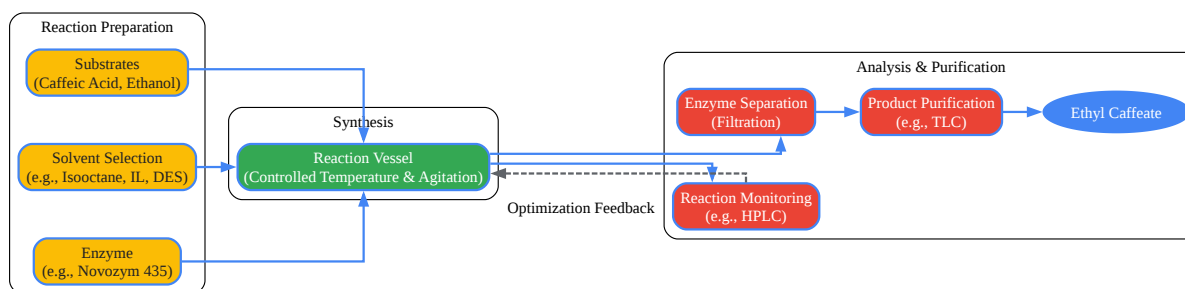 Reaction Preparation
Substrates
(Caffeic Acid, Ethanol)
Solvent Selection
(e.g., Isooctane, IL, DES)
Enzyme
(e.g., Novozym 435)
Synthesis
Reaction Vessel
(Controlled Temperature & Agitation)
Optimization Feedback
Analysis & Purification
Enzyme Separation
(Filtration)
Product Purification
(e.g., TLC)
Ethyl Caffeate
Reaction Monitoring
(e.g., HPLC)